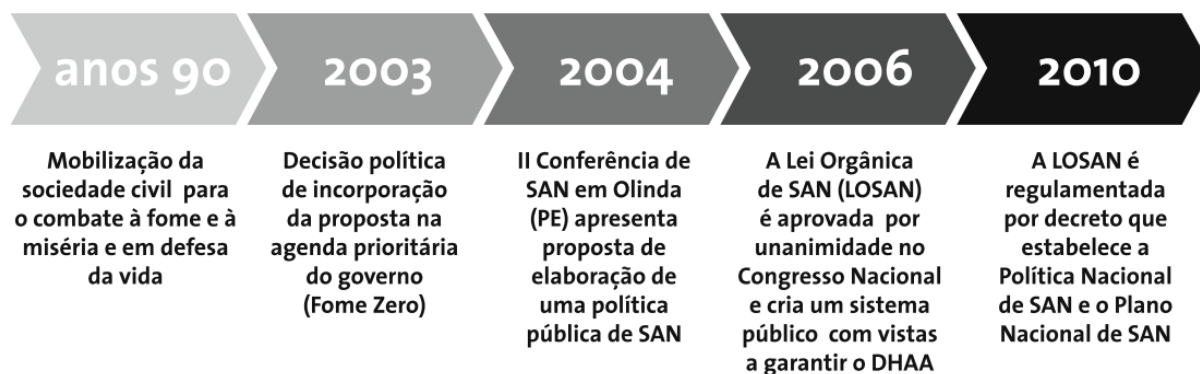 anos 90
2003
2004
2006
2010
Mobilização da
sociedade civil para
o combate à fome e à
miséria e em defesa
da vida
Decisão política
de incorporação
da proposta na
agenda prioritária
do governo
(Fome Zero)
II Conferência de
SAN em Olinda
(PE) apresenta
proposta de
elaboração de
uma política
pública de SAN
A Lei Orgânica
de SAN (LOSAN)
é aprovada por
unanimidade no
Congresso Nacional
e cria um sistema
público com vistas
a garantir o DHAA
A LOSAN é
regulamentada
por decreto que
estabelece a
Política Nacional
de SAN e o Plano
Nacional de SAN